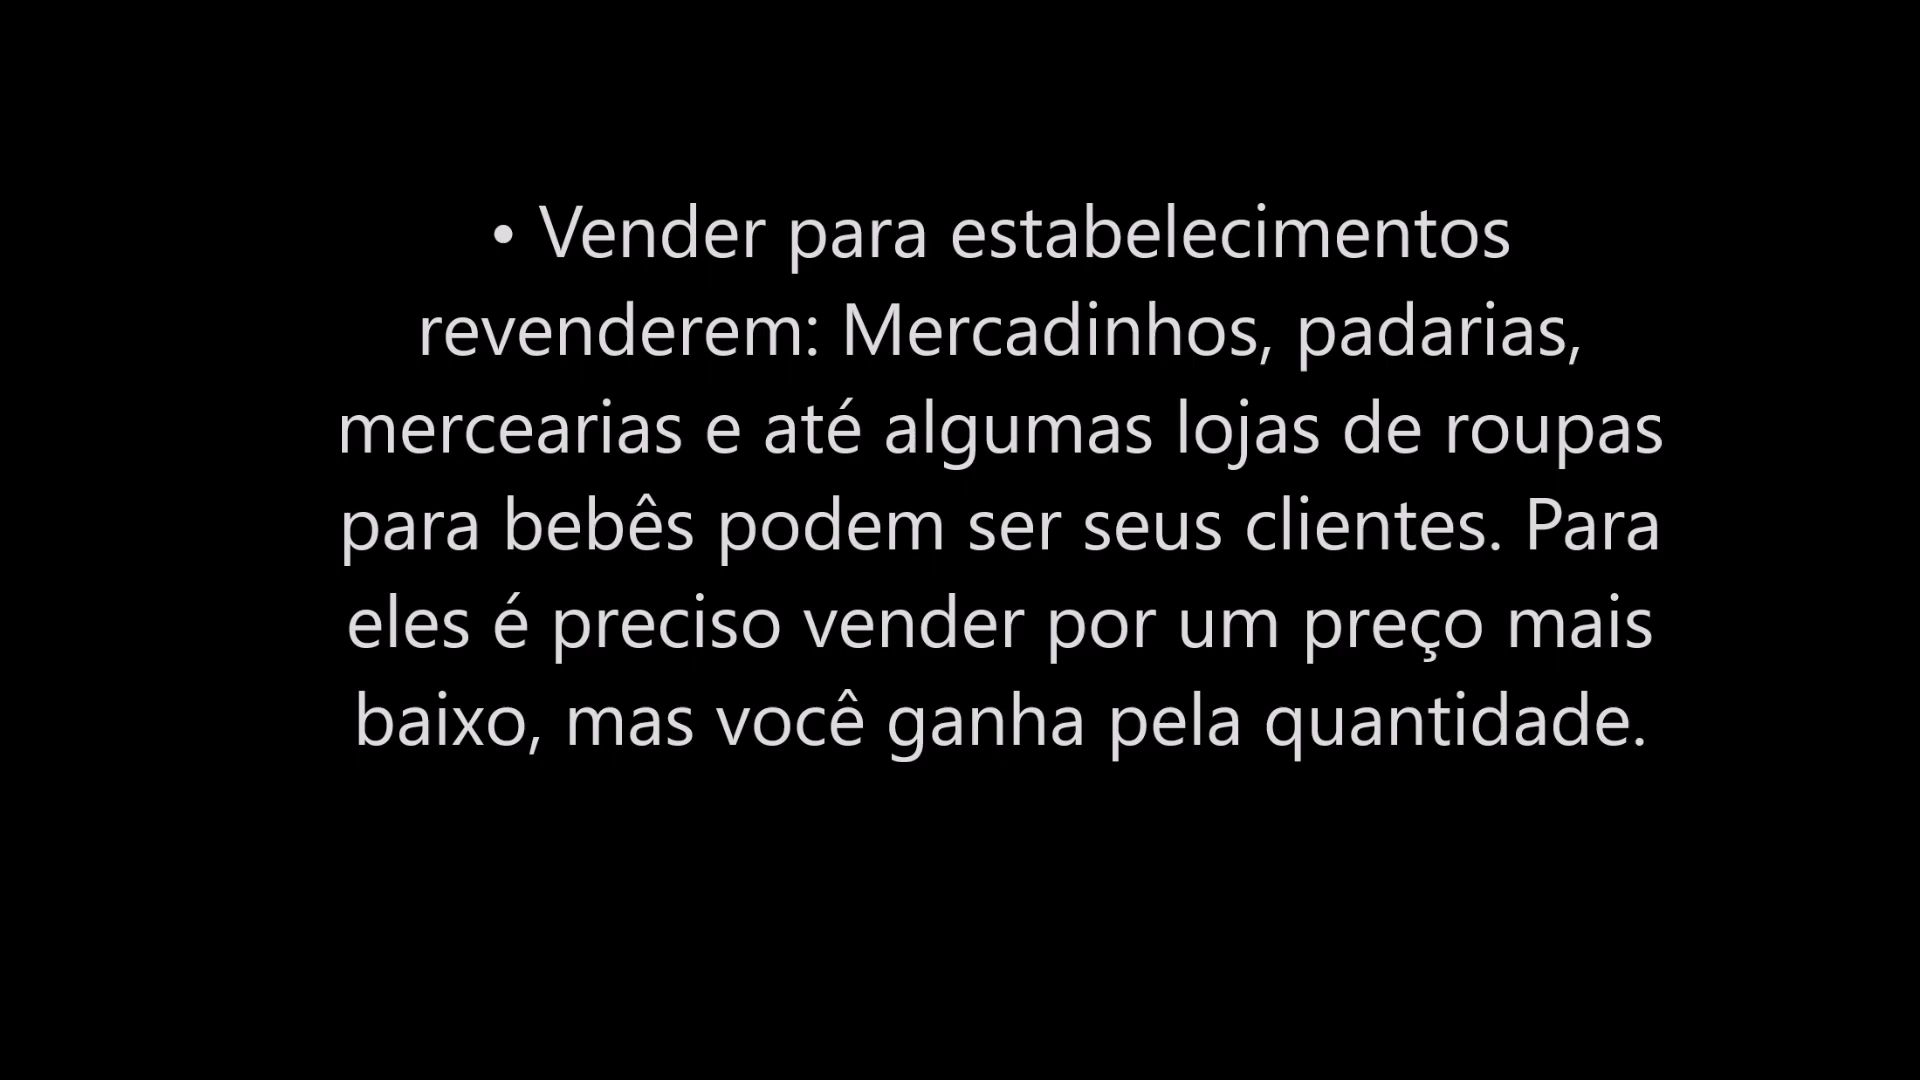 • Vender para estabelecimentos
revenderem: Mercadinhos, padarias,
mercearias e até algumas lojas de roupas
para bebês podem ser seus clientes. Para
eles é preciso vender por um preço mais
baixo, mas você ganha pela quantidade.